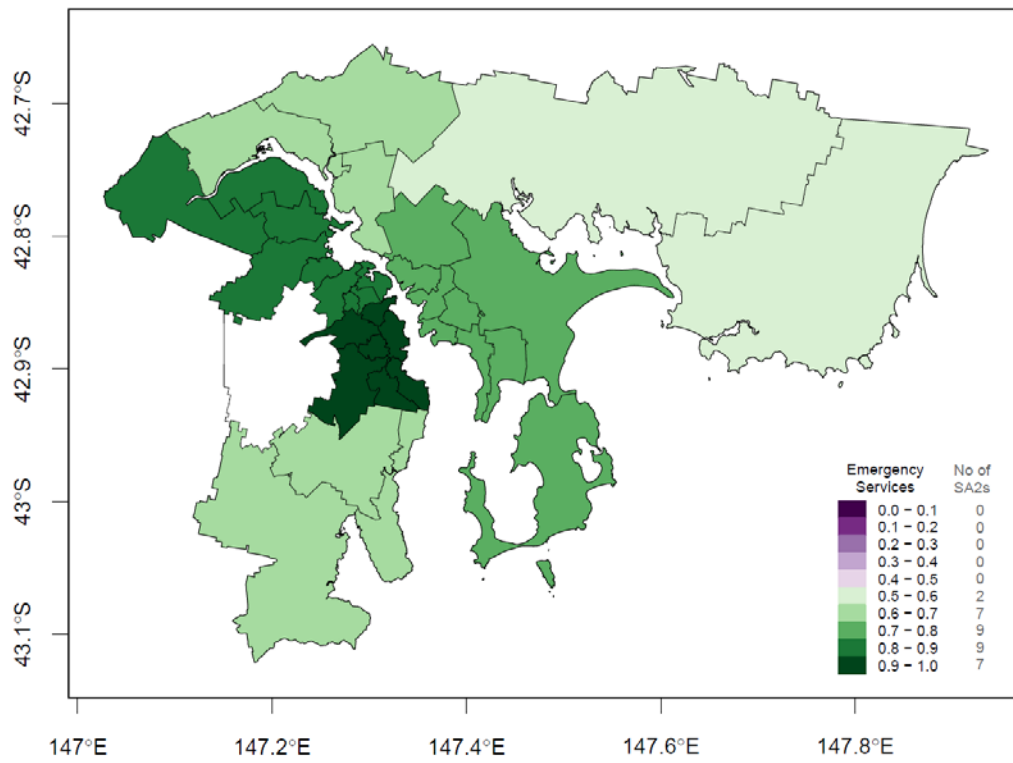 42.7°S
42.8°S
42.9°S
43°S
43.1°S
Emergency Services No of SA2s
0.0 – 0.1 0
0.1 – 0.2 0
0.2 – 0.3 0
0.3 – 0.4 0
0.4 – 0.5 0
0.5 – 0.6 2
0.6 – 0.7 7
0.7 – 0.8 9
0.8 – 0.9 9
0.9 – 1.0 7
147°E 147.2°E 147.4°E 147.6°E 147.8°E